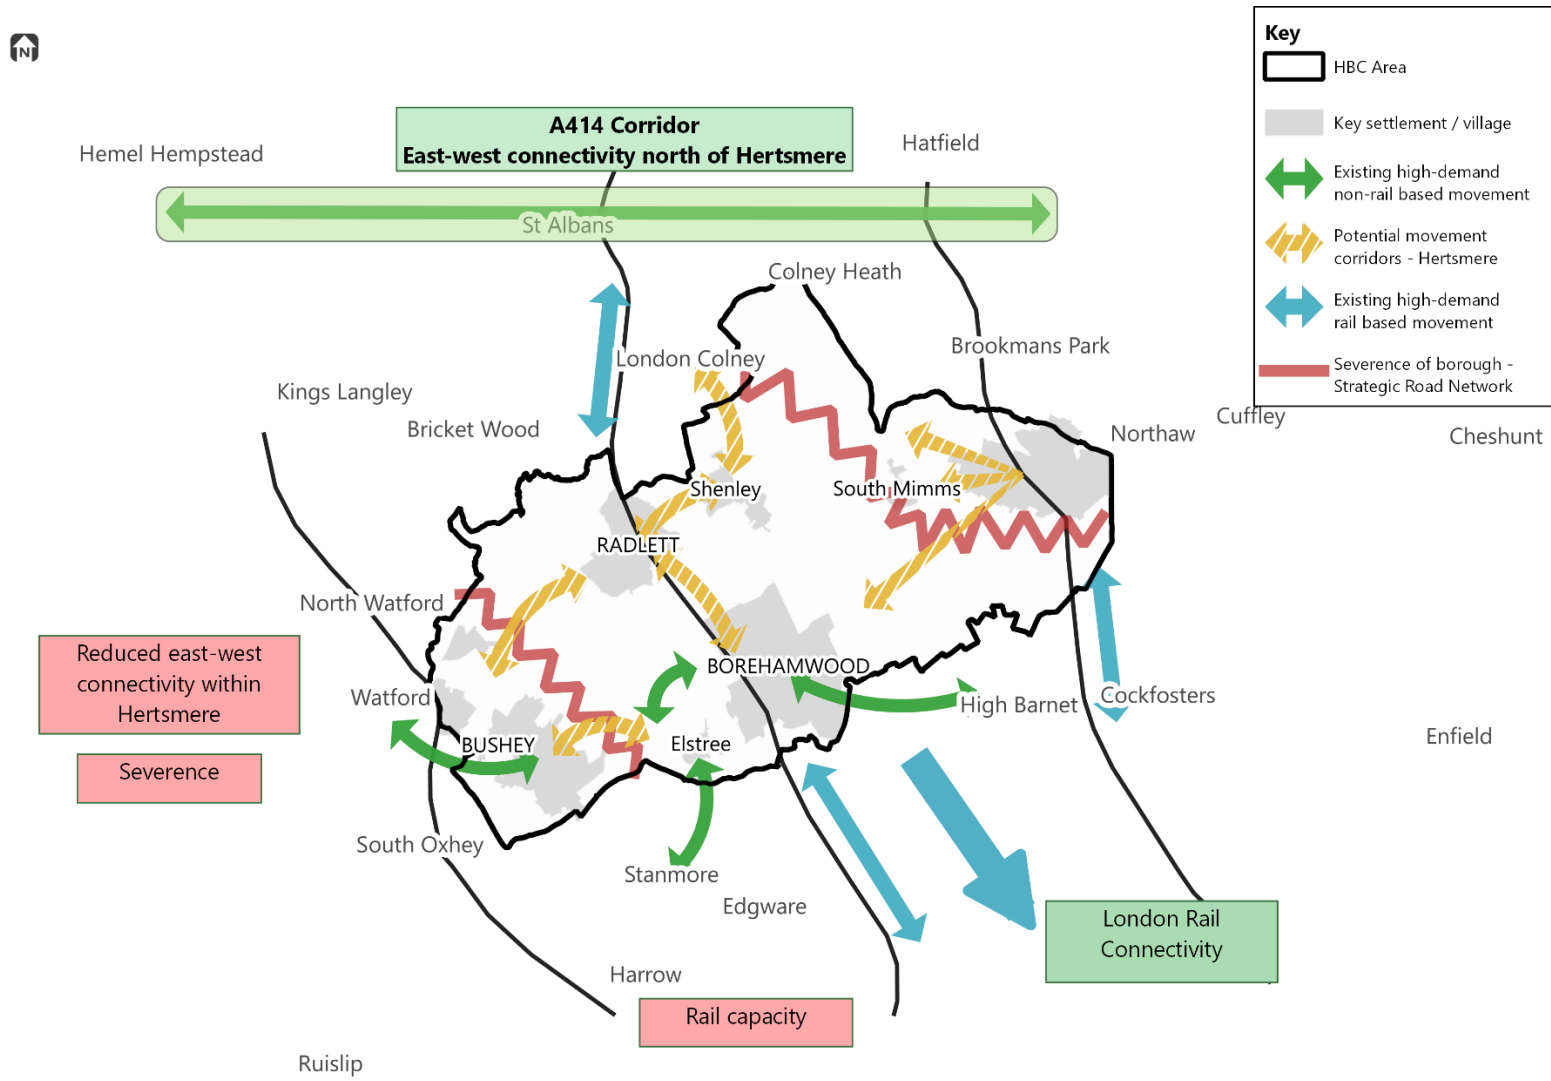 N
Key
HBC Area
Key settlement / village
Existing high-demand
non-rail based movement
Potential movement
corridors - Hertsmere
Existing high-demand
rail based movement
Severence of borough -
Strategic Road Network
A414 Corridor
East-west connectivity north of Hertsmere
Hemel Hempstead
Hatfield
St Albans
Colney Heath
Brookmans Park
London Colney
Kings Langley
Bricket Wood
Cuffley
Northaw
Cheshunt
Shenley
South Mimms
RADLETT
North Watford
Reduced east-west
connectivity within
Hertsmere
BOREHAMWOOD
Watford
High Barnet
Cockfosters
BUSHEY
Elstree
Enfield
Severence
South Oxhey
Stanmore
Edgware
London Rail
Connectivity
Harrow
Rail capacity
Ruislip